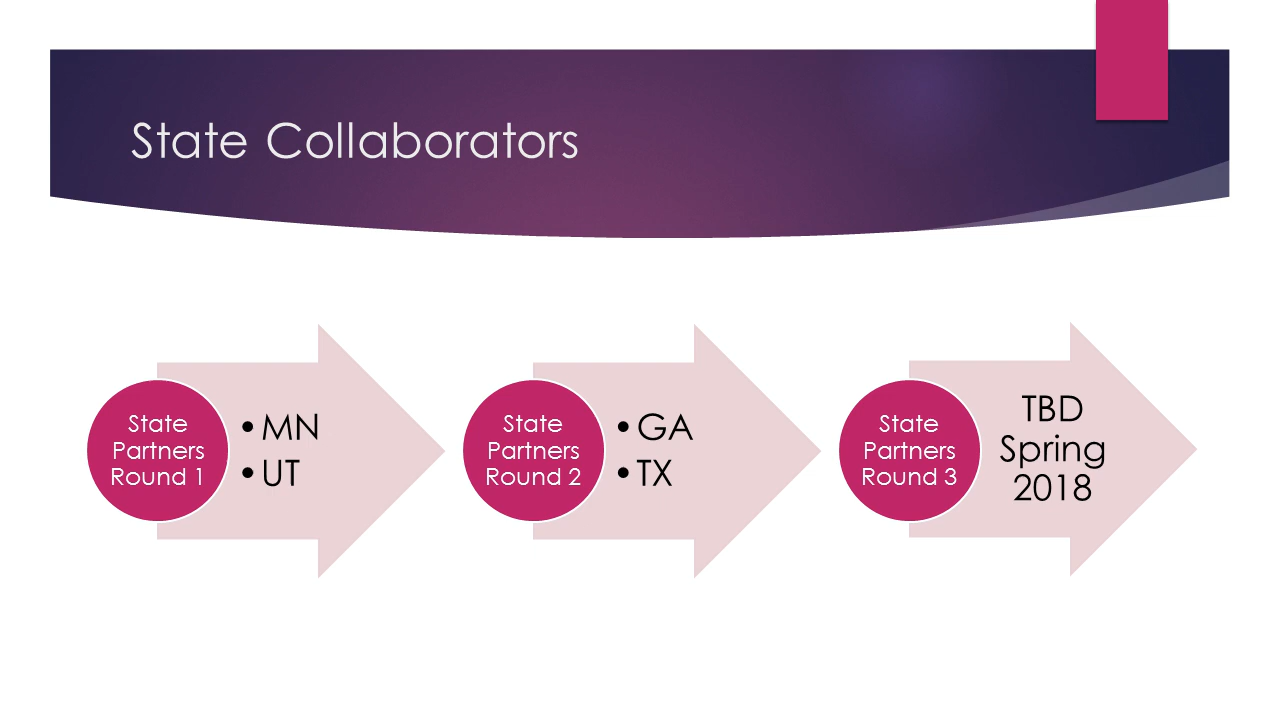 State Collaborators
State
Partners
Round 1
• MN
• UT
State
Partners
Round 2
• GA
• TX
State
Partners
Round 3
TBD
Spring
2018